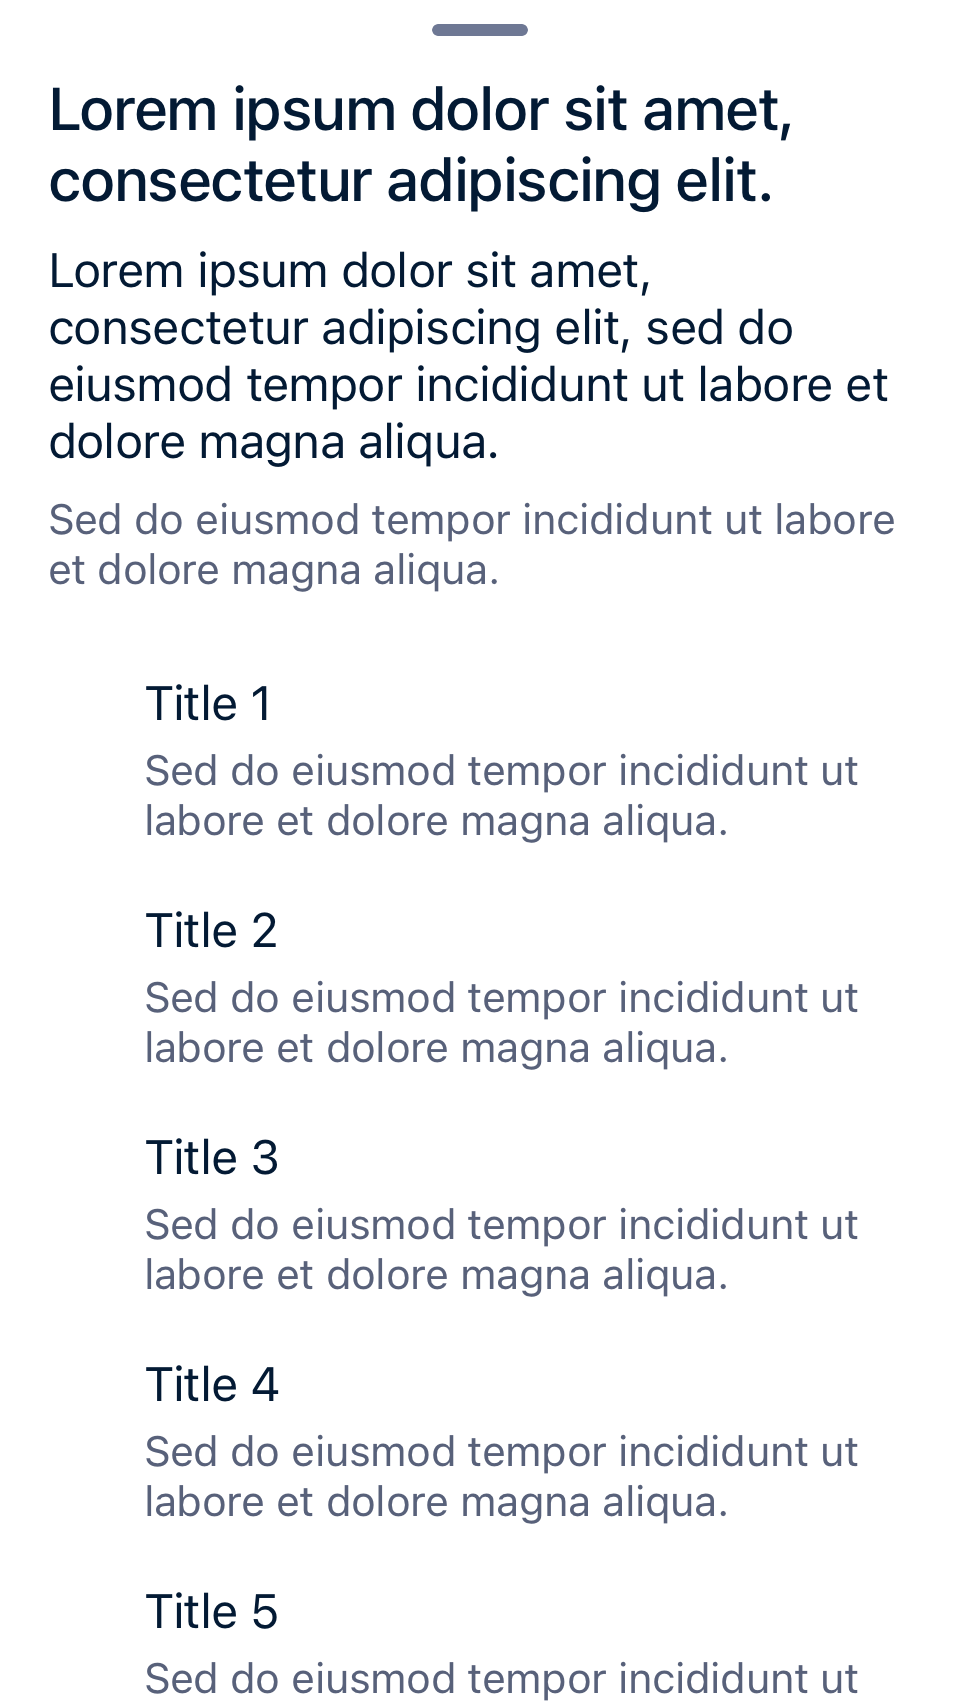 Lorem ipsum dolor sit amet,
consectetur adipiscing elit.
Lorem ipsum dolor sit amet,
consectetur adipiscing elit, sed do
eiusmod tempor incididunt ut labore et
dolore magna aliqua.
Sed do eiusmod tempor incididunt ut labore
et dolore magna aliqua.
Title 1
Sed do eiusmod tempor incididunt ut
labore et dolore magna aliqua.
Title 2
Sed do eiusmod tempor incididunt ut
labore et dolore magna aliqua.
Title 3
Sed do eiusmod tempor incididunt ut
labore et dolore magna aliqua.
Title 4
Sed do eiusmod tempor incididunt ut
labore et dolore magna aliqua.
Title 5
Sed do eiusmod tempor incididunt ut